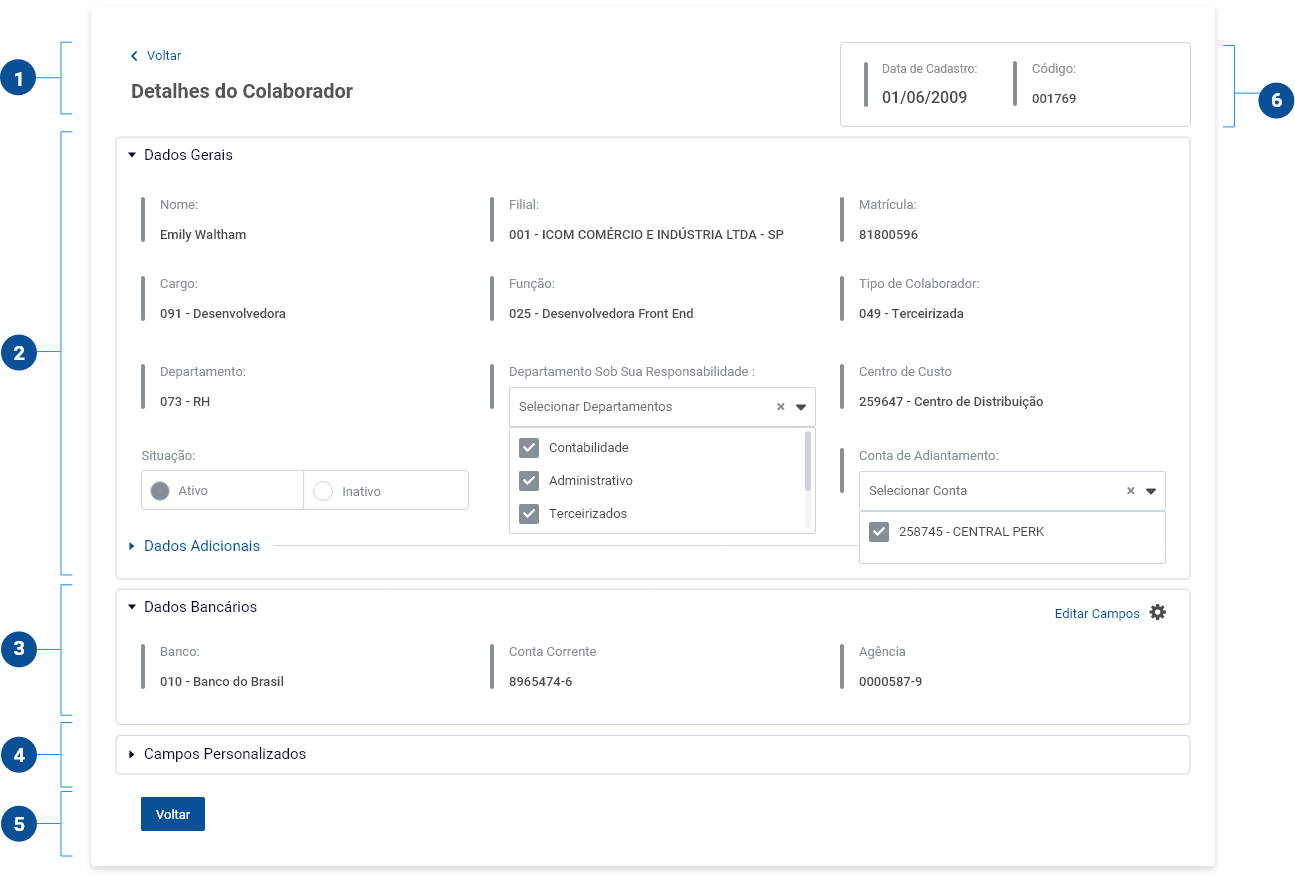 Voltar
Detalhes do Colaborador
1
Data de Cadastro:
01/06/2009
Código:
001769
6
2
Dados Gerais
Nome:
Emily Waltham
Filial:
001 - ICOM COMÉRCIO E INDÚSTRIA LTDA - SP
Matrícula:
81800596
Cargo:
091 - Desenvolvedora
Função:
025 - Desenvolvedora Front End
Tipo de Colaborador:
049 - Terceirizada
Departamento:
073 - RH
Departamento Sob Sua Responsabilidade :
Selecionar Departamentos
Contabilidade
Administrativo
Terceirizados
Centro de Custo
259647 - Centro de Distribuição
Situação:
Ativo
Inativo
Conta de Adiantamento:
Selecionar Conta
258745 - CENTRAL PERK
Dados Adicionais
3
Dados Bancários
Editar Campos
Banco:
010 - Banco do Brasil
Conta Corrente
8965474-6
Agência
0000587-9
4
Campos Personalizados
5
Voltar